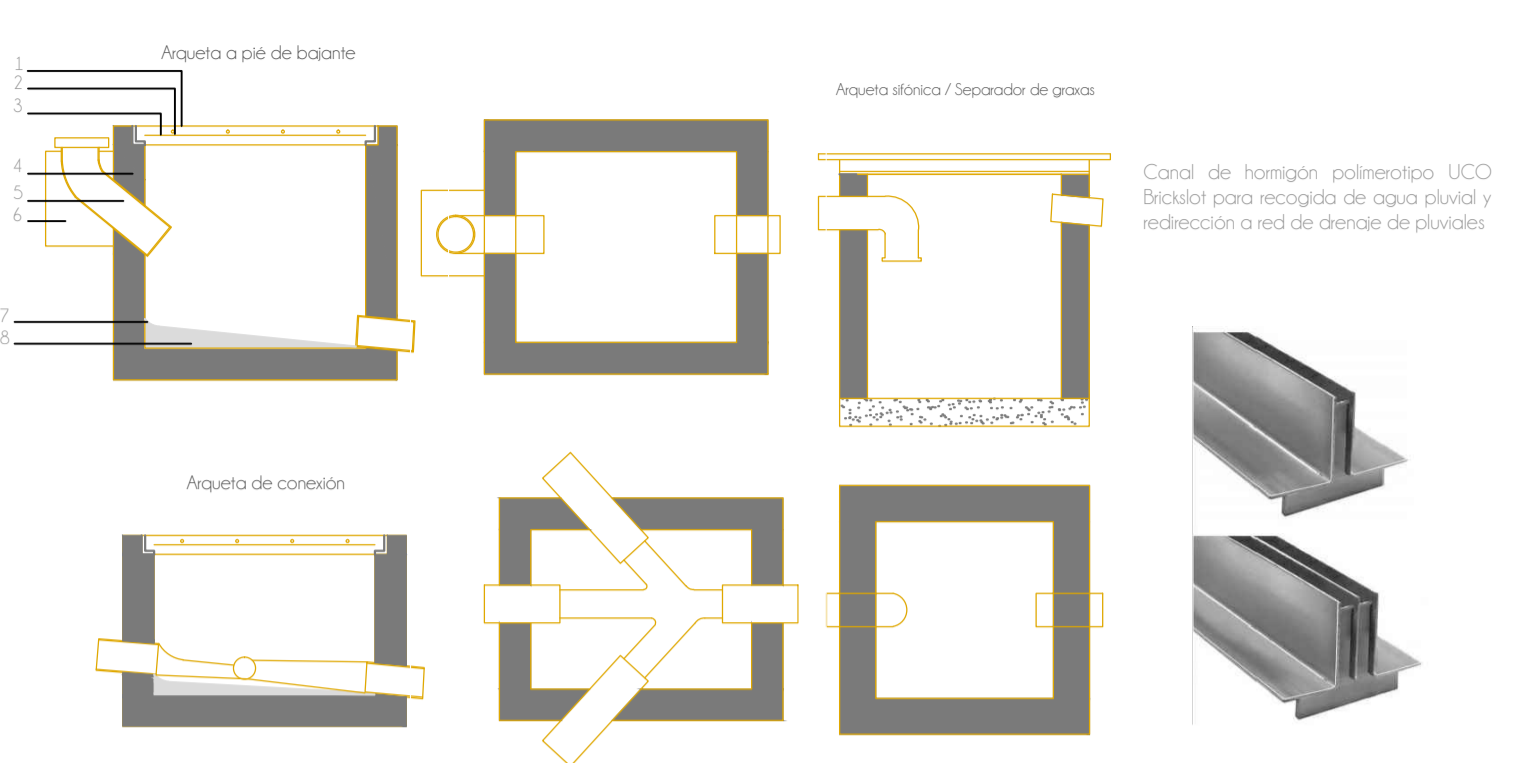 Arqueta a pié de bajante
1
2
3
4
5
6
7
8
Arqueta sifónica / Separador de graxas
Canal de hormigón polimerotipo UCO
Brickslot para recogida de agua pluvial y
redirección a red de drenaje de pluviales
Arqueta de conexión